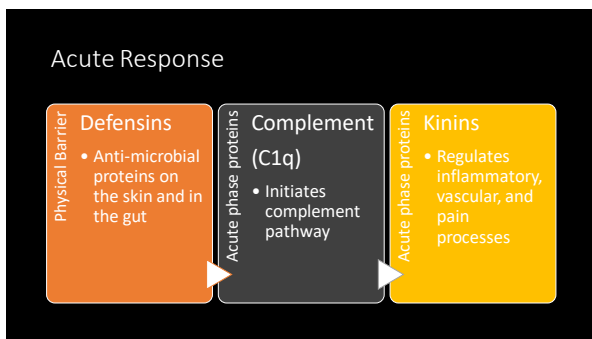 Acute Response
Physical Barrier
Defensins
• Anti-microbial
proteins on
the skin and in
the gut
Acute phase proteins
Complement
(C1q)
• Initiates
complement
pathway
Acute phase proteins
Kinins
• Regulates
inflammatory,
vascular, and
pain
processes